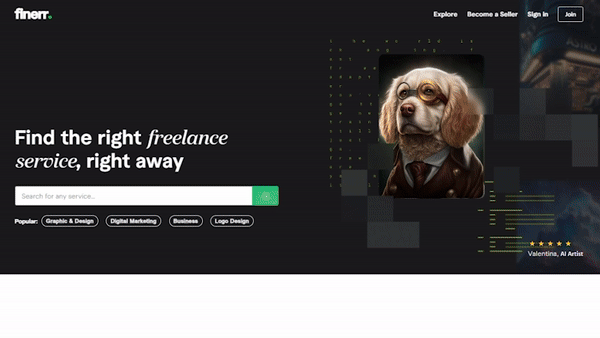 finerr.
Explore Become a Seller Sign in Join
Find the right freelance
service, right away
Search for any service...
Popular: Graphic & Design Digital Marketing Business Logo Design
Valentina, AI Artist